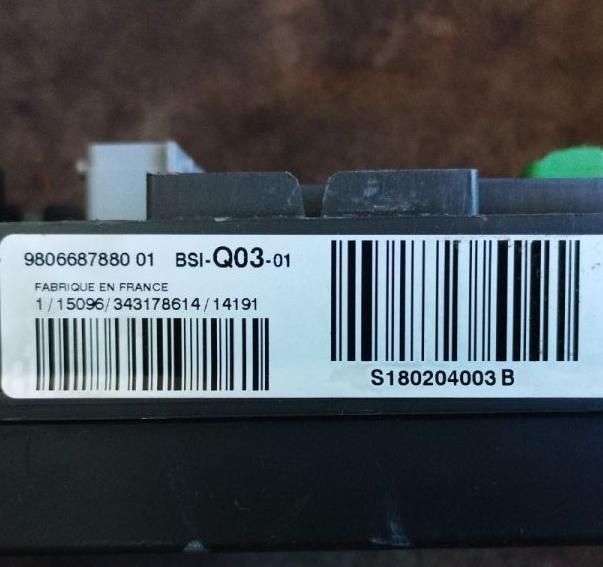 9806687880 01 BSI-Q03-01
FABRIQUE EN FRANCE
1/15096/343178614/14191
S180204003 B